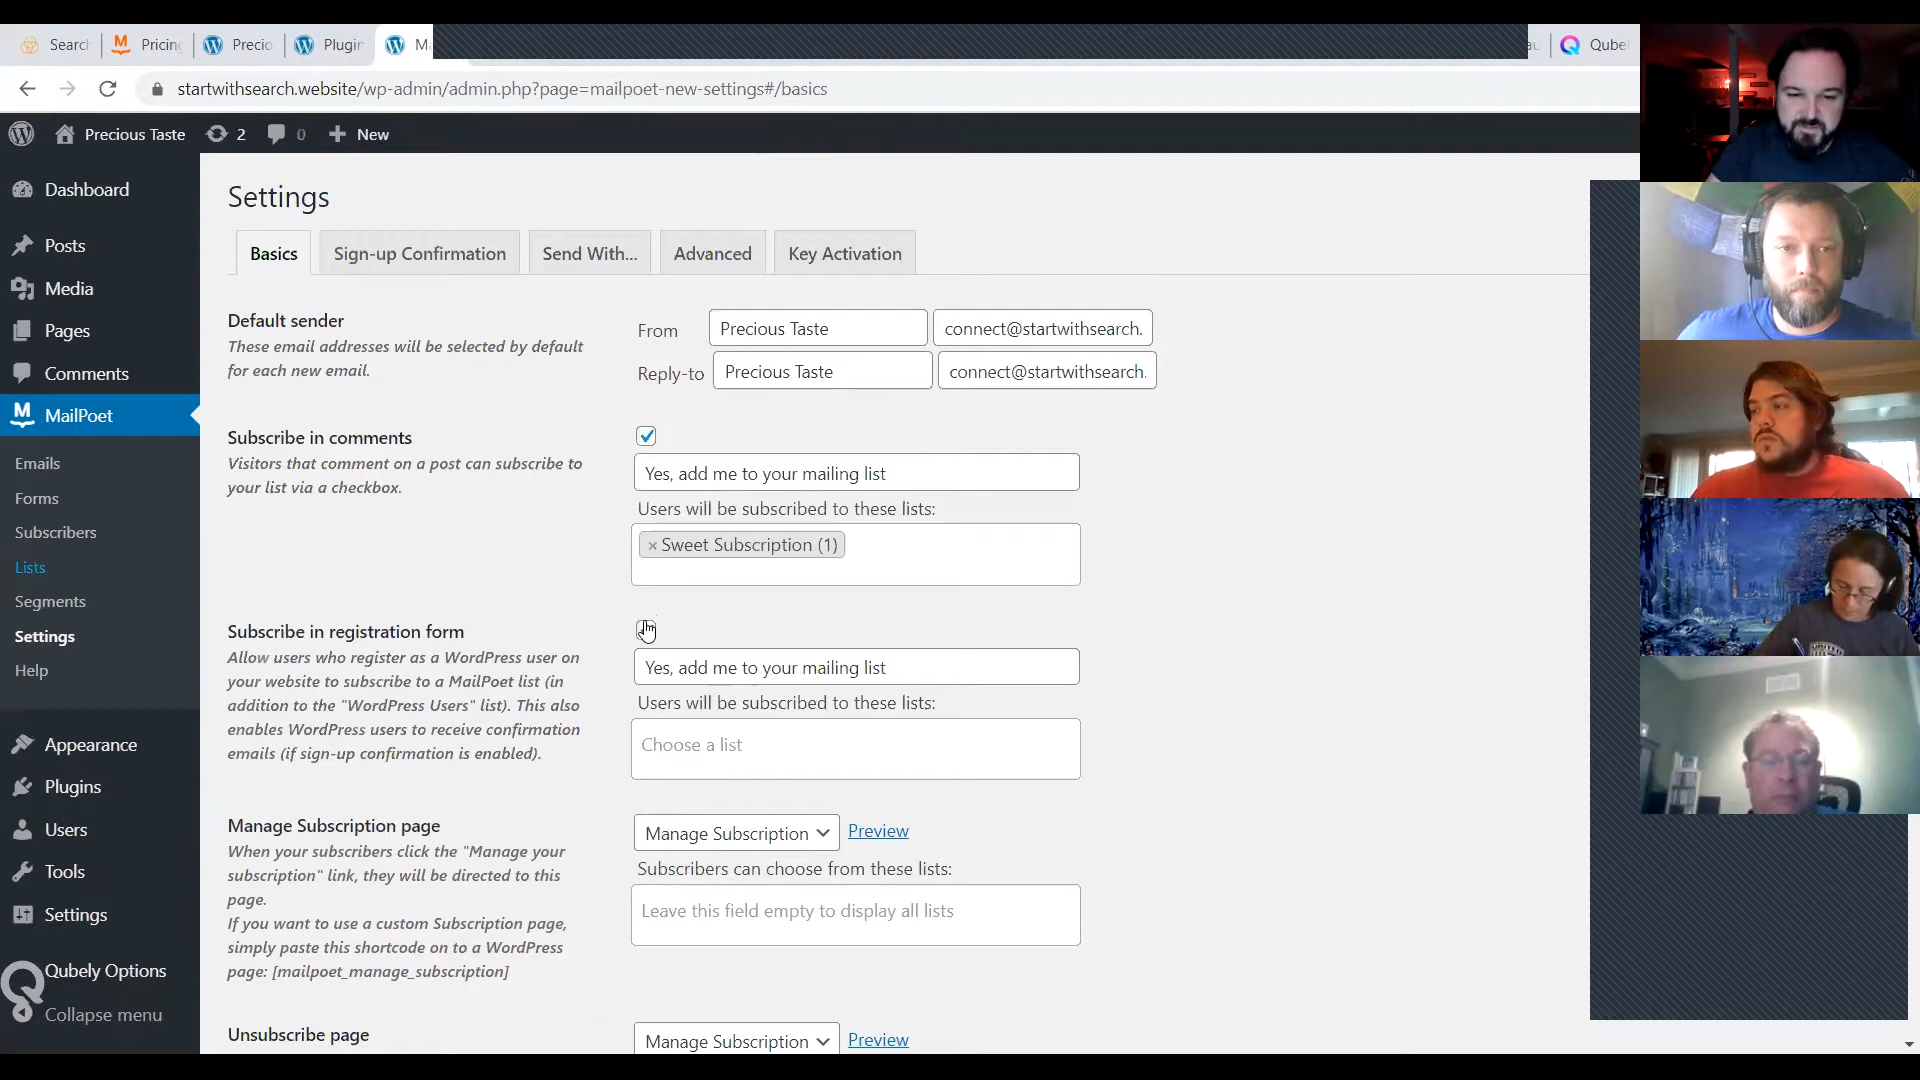 Search
Pricing
Precio
Plugin
M
Qube
startwithsearch.website/wp-admin/admin.php?page=mailpoet-new-settings#/basics
Precious Taste
2
0
New
Dashboard
Posts
Media
Pages
Comments
MailPoet
Emails
Forms
Subscribers
Lists
Segments
Settings
Help
Appearance
Plugins
Users
Tools
Settings
Qubely Options
Collapse menu
Settings
Basics
Sign-up Confirmation
Send With...
Advanced
Key Activation
Default sender
These email addresses will be selected by default
for each new email.
From
Precious Taste
connect@startwithsearch.
Reply-to
Precious Taste
connect@startwithsearch.
Subscribe in comments
Visitors that comment on a post can subscribe to
your list via a checkbox.
Yes, add me to your mailing list
Users will be subscribed to these lists:
× Sweet Subscription (1)
Subscribe in registration form
Allow users who register as a WordPress user on
your website to subscribe to a MailPoet list (in
addition to the "WordPress Users" list). This also
enables WordPress users to receive confirmation
emails (if sign-up confirmation is enabled).
Yes, add me to your mailing list
Users will be subscribed to these lists:
Choose a list
Manage Subscription page
When your subscribers click the "Manage your
subscription" link, they will be directed to this
page.
If you want to use a custom Subscription page,
simply paste this shortcode on to a WordPress
page: [mailpoet_manage_subscription]
Manage Subscription
Preview
Subscribers can choose from these lists:
Leave this field empty to display all lists
Unsubscribe page
Manage Subscription
Preview